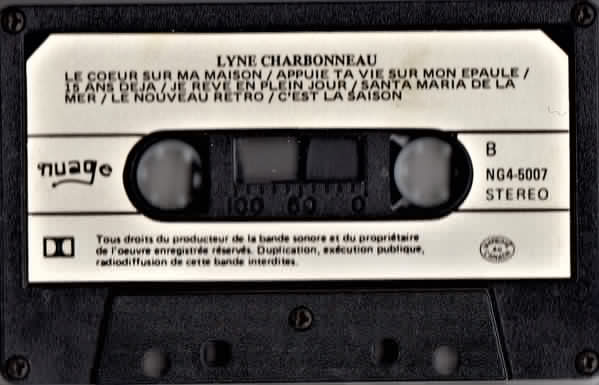 LYNE CHARBONNEAU
LE COEUR SUR MA MAISON / APPUIE TA VIE SUR MON EPAULE /
15 ANS DEJA / JE REVE EN PLEIN JOUR / SANTA MARIA DE LA
MER / LE NOUVEAU RETRO / C'EST LA SAISON
nuage
B
NG4-5007
STEREO
100 60 0
Tous droits du producteur de la bande sonore et du propriétaire
de l'oeuvre enregistrée réservés. Duplication, exécution publique,
radiodiffusion de cette bande interdites.